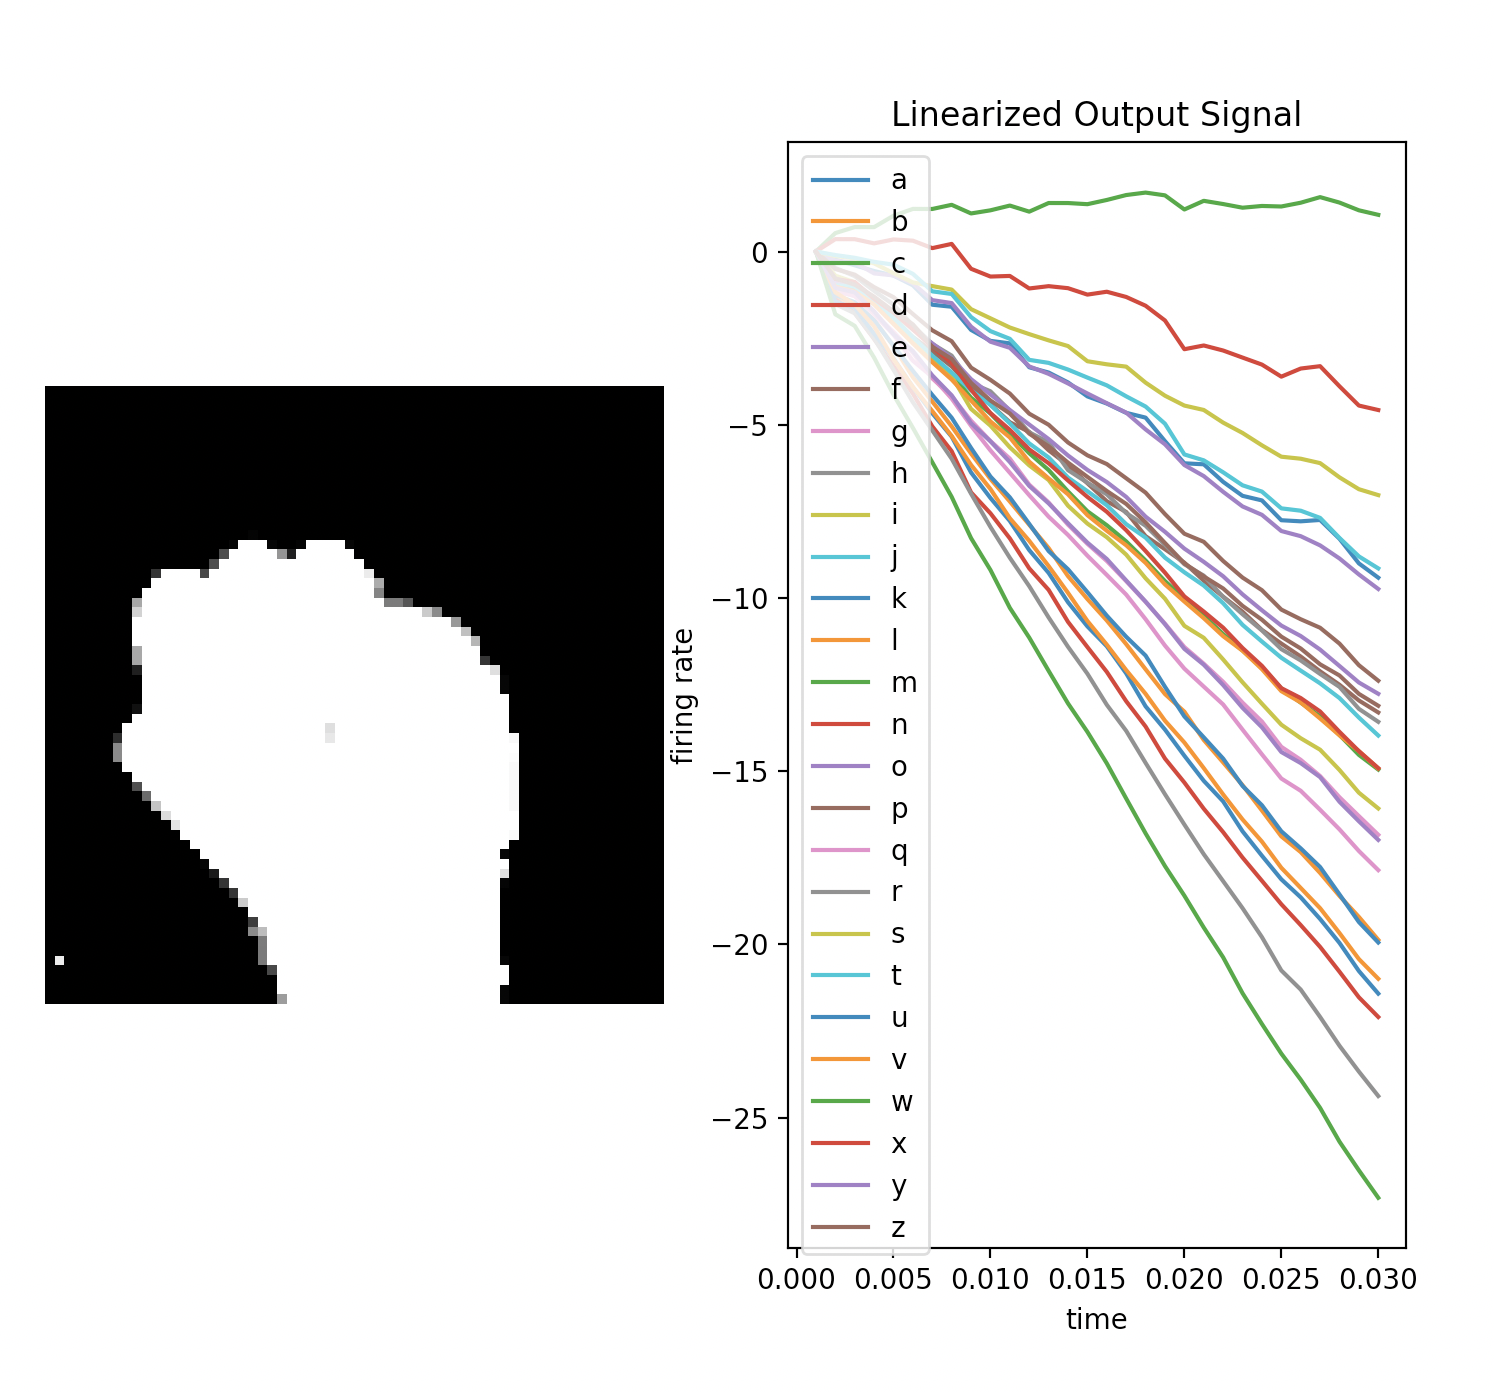 Linearized Output Signal
a
b
c
d
e
f
g
h
i
j
k
l
m
n
o
p
q
r
s
t
u
v
w
x
y
z
0
−5
−10
−15
−20
−25
firing rate
0.000 0.005 0.010 0.015 0.020 0.025 0.030
time